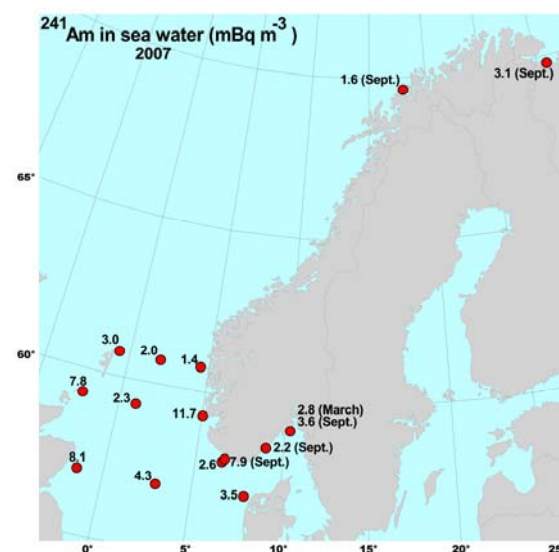 241Am in sea water (mBq m-3)
2007
1.6 (Sept.)
3.1 (Sept.)
65°
60°
3.0
2.0
1.4
7.8
2.3
11.7
2.8 (March)
3.6 (Sept.)
2.2 (Sept.)
2.6
7.9 (Sept.)
8.1
4.3
3.5
0°
5°
10°
15°
20°
25°